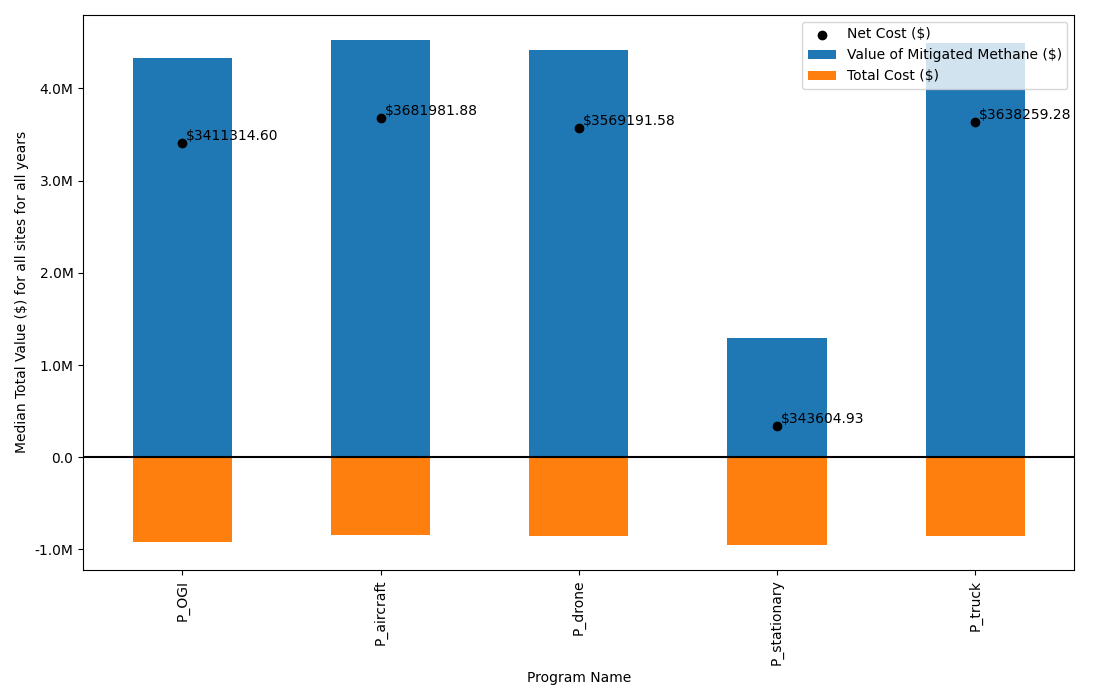 Net Cost ($)
Value of Mitigated Methane ($)
Total Cost ($)
4.0M
3.0M
2.0M
1.0M
0.0
-1.0M
Median Total Value ($) for all sites for all years
$3411314.60
$3681981.88
$3569191.58
$343604.93
$3638259.28
P_OGI
P_aircraft
P_drone
P_stationary
P_truck
Program Name